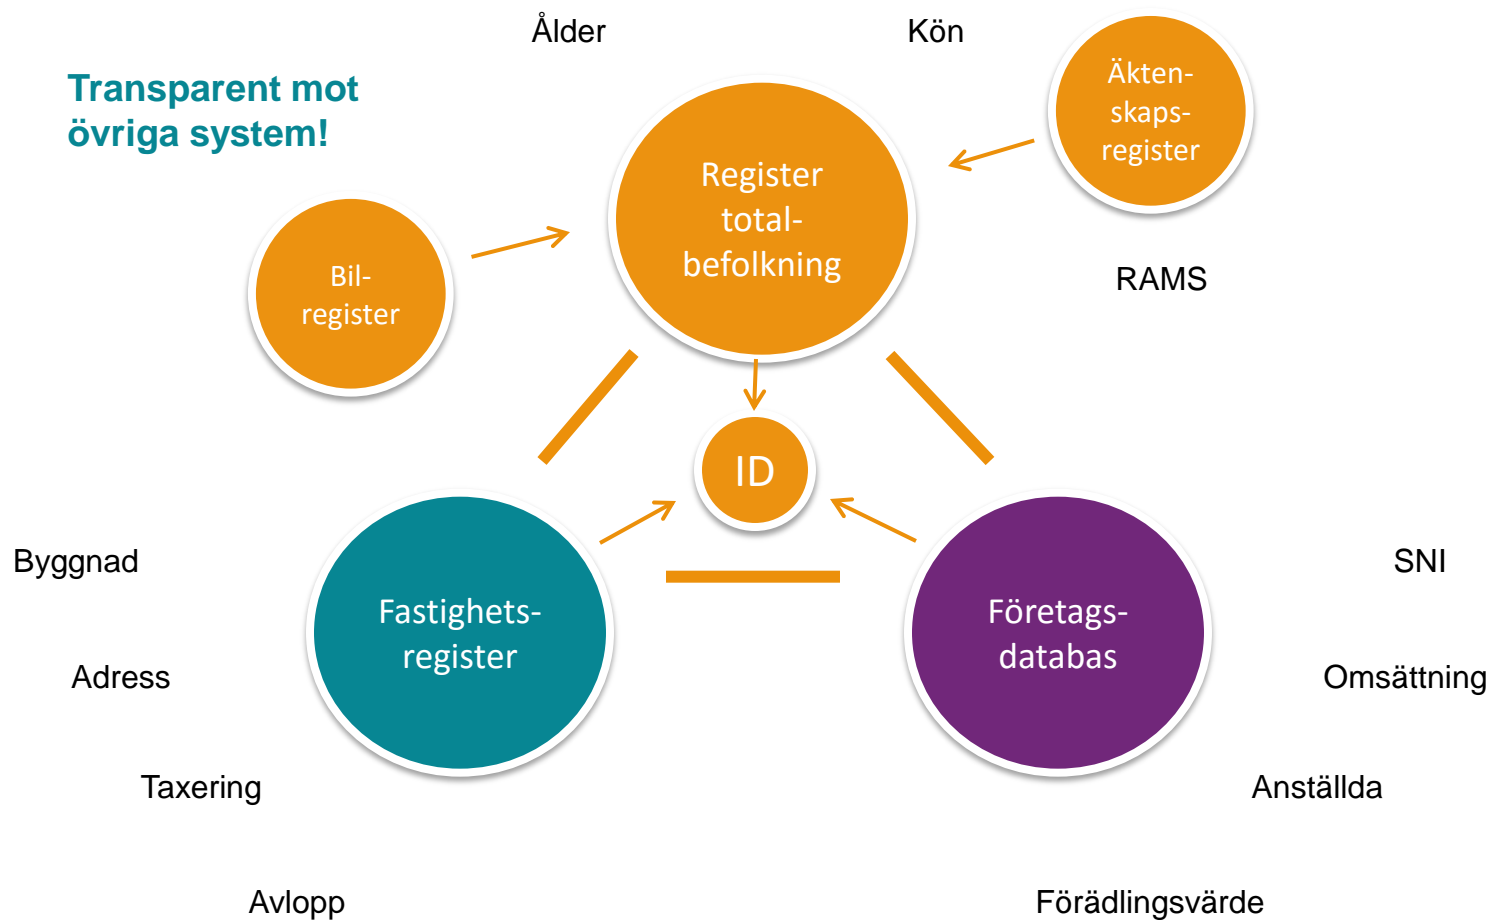 Ålder
Kön
Transparent mot
övriga system!
Äkten-
skaps-
register
Register
total-
befolkning
Bil-
register
RAMS
ID
Byggnad
SNI
Fastighets-
register
Företags-
databas
Adress
Omsättning
Taxering
Anställda
Avlopp
Förädlingsvärde